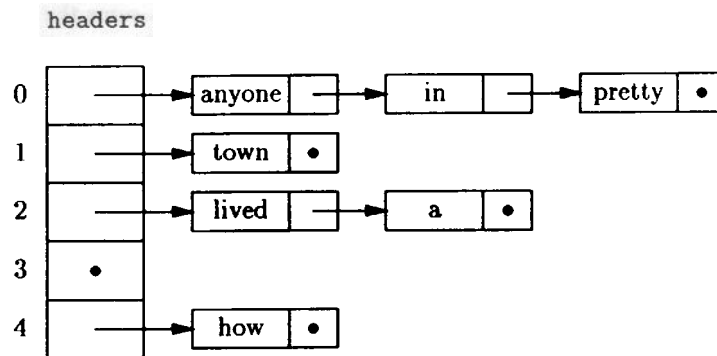 headers
0 anyone in pretty
1 town
2 lived a
3
4 how